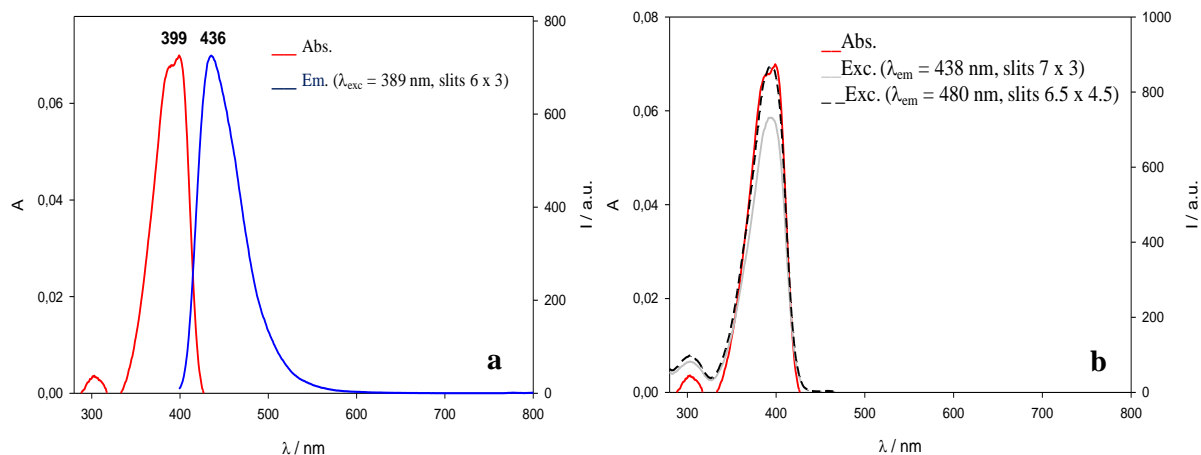 399 436
Abs.
Em. (λexc = 389 nm, slits 6 x 3)
0,06
0,04
0,02
0,00
A
800
600
400
200
0
I / a.u.
300 400 500 600 700 800
λ / nm
a
Abs.
Exc. (λem = 438 nm, slits 7 x 3)
Exc. (λem = 480 nm, slits 6.5 x 4.5)
0,08
0,06
0,04
0,02
0,00
A
1000
800
600
400
200
0
I / a.u.
300 400 500 600 700 800
λ / nm
b